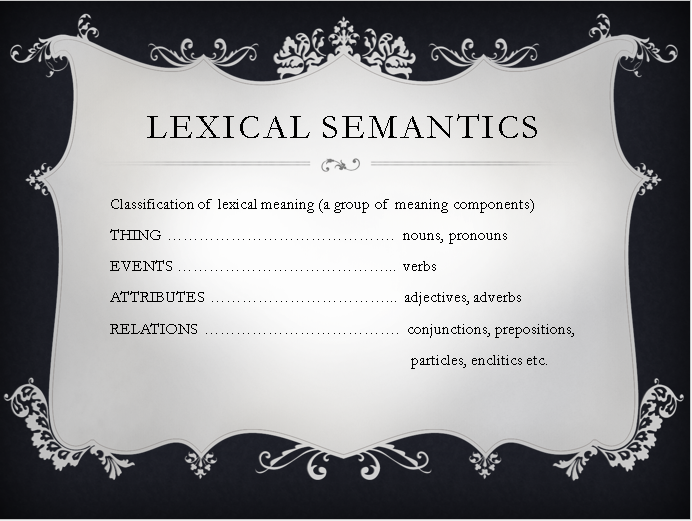 LEXICAL SEMANTICS
Classification of lexical meaning (a group of meaning components)
THING …………………………………… nouns, pronouns
EVENTS ………………………………….. verbs
ATTRIBUTES …………………………….. adjectives, adverbs
RELATIONS ………………………………. conjunctions, prepositions,
particles, enclitics etc.